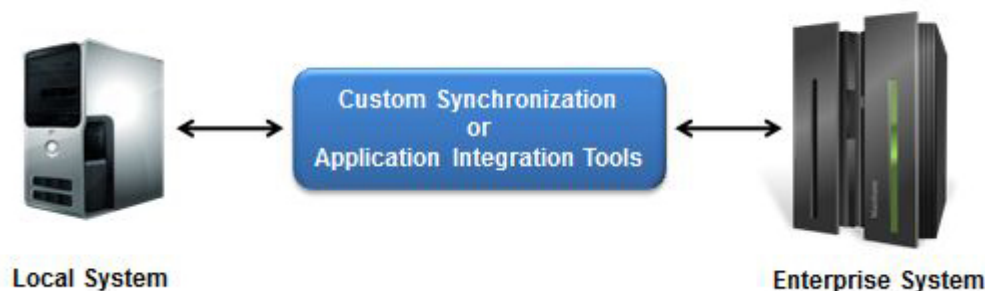 Custom Synchronization
or
Application Integration Tools
Local System
Enterprise System